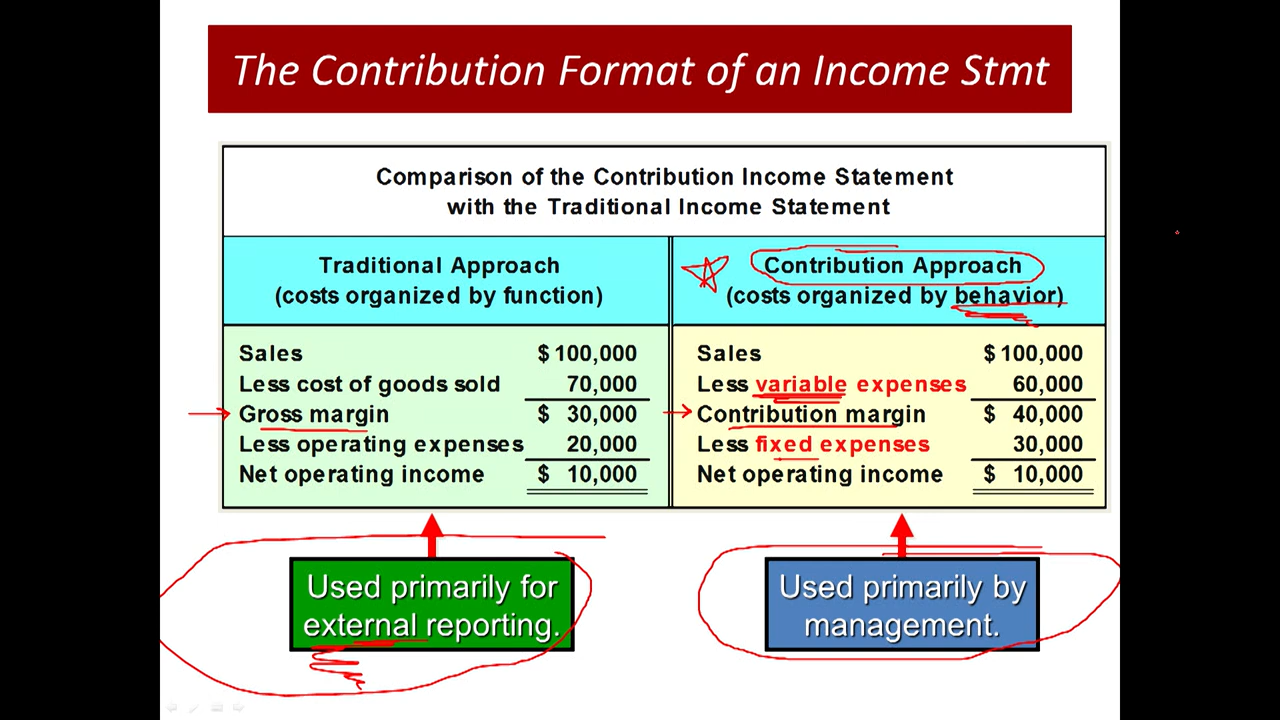 The Contribution Format of an Income Stmt
Comparison of the Contribution Income Statement
with the Traditional Income Statement
Traditional Approach
(costs organized by function)
Sales $ 100,000
Less cost of goods sold 70,000
Gross margin $ 30,000
Less operating expenses 20,000
Net operating income $ 10,000
Contribution Approach
(costs organized by behavior)
Sales $ 100,000
Less variable expenses 60,000
Contribution margin $ 40,000
Less fixed expenses 30,000
Net operating income $ 10,000
Used primarily for
external reporting.
Used primarily by
management.